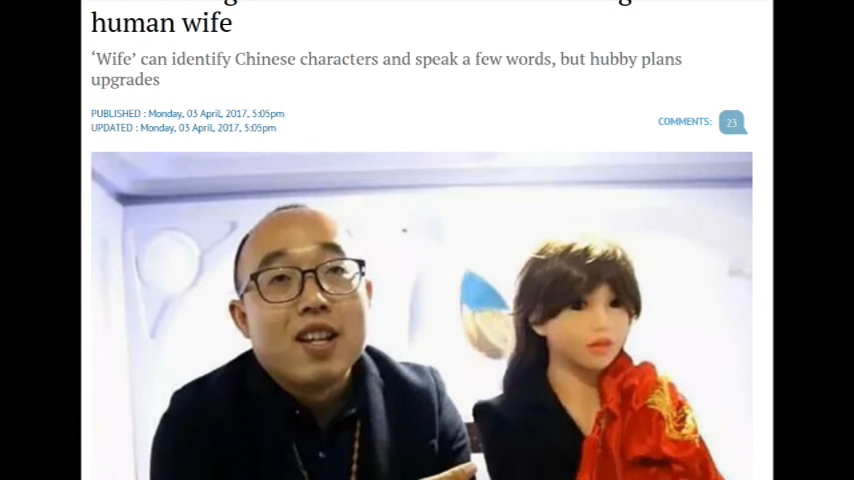 human wife
‘Wife’ can identify Chinese characters and speak a few words, but hubby plans
upgrades
PUBLISHED : Monday, 03 April, 2017, 5:05pm
UPDATED : Monday, 03 April, 2017, 5:05pm
COMMENTS: 23